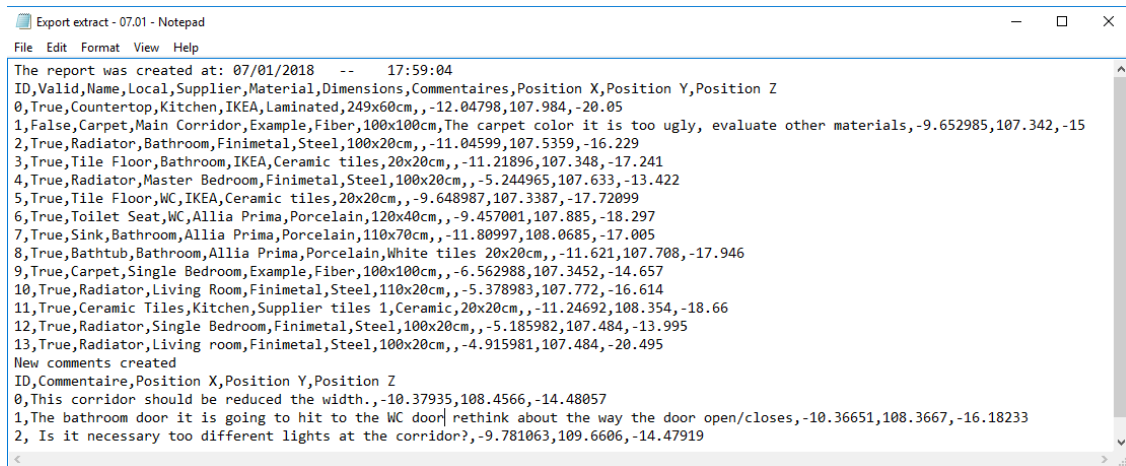 Export extract - 07.01 - Notepad
File Edit Format View Help
The report was created at: 07/01/2018 -- 17:59:04
ID,Valid,Name,Local,Supplier,Material,Dimensions,Commentaires,Position X,Position Y,Position Z
0,True,Countertop,Kitchen,IKEA,Laminated,249x60cm,,-12.04798,107.984,-20.05
1,False,Carpet,Main Corridor,Example,Fiber,100x100cm,The carpet color it is too ugly, evaluate other materials,-9.652985,107.342,-15
2,True,Radiator,Bathroom,Finimetal,Steel,100x20cm,,-11.04599,107.5359,-16.229
3,True,Tile Floor,Bathroom,IKEA,Ceramic tiles,20x20cm,,-11.21896,107.348,-17.241
4,True,Radiator,Master Bedroom,Finimetal,Steel,100x20cm,,-5.244965,107.633,-13.422
5,True,Tile Floor,WC,IKEA,Ceramic tiles,20x20cm,,-9.648987,107.3387,-17.72099
6,True,Toilet Seat,WC,Allia Prima,Porcelain,120x40cm,,-9.457001,107.885,-18.297
7,True,Sink,Bathroom,Allia Prima,Porcelain,110x70cm,,-11.80997,108.0685,-17.005
8,True,Bathtub,Bathroom,Allia Prima,Porcelain,White tiles 20x20cm,,-11.621,107.708,-17.946
9,True,Carpet,Single Bedroom,Example,Fiber,100x100cm,,-6.562988,107.3452,-14.657
10,True,Radiator,Living Room,Finimetal,Steel,110x20cm,,-5.378983,107.772,-16.614
11,True,Ceramic Tiles,Kitchen,Supplier tiles 1,Ceramic,20x20cm,,-11.24692,108.354,-18.66
12,True,Radiator,Single Bedroom,Finimetal,Steel,100x20cm,,-5.185982,107.484,-13.995
13,True,Radiator,Living room,Finimetal,Steel,100x20cm,,-4.915981,107.484,-20.495
New comments created
ID,Commentaire,Position X,Position Y,Position Z
0,This corridor should be reduced the width.,-10.37935,108.4566,-14.48057
1,The bathroom door it is going to hit to the WC door rethink about the way the door open/closes,-10.36651,108.3667,-16.18233
2, Is it necessary too different lights at the corridor?,-9.781063,109.6606,-14.47919